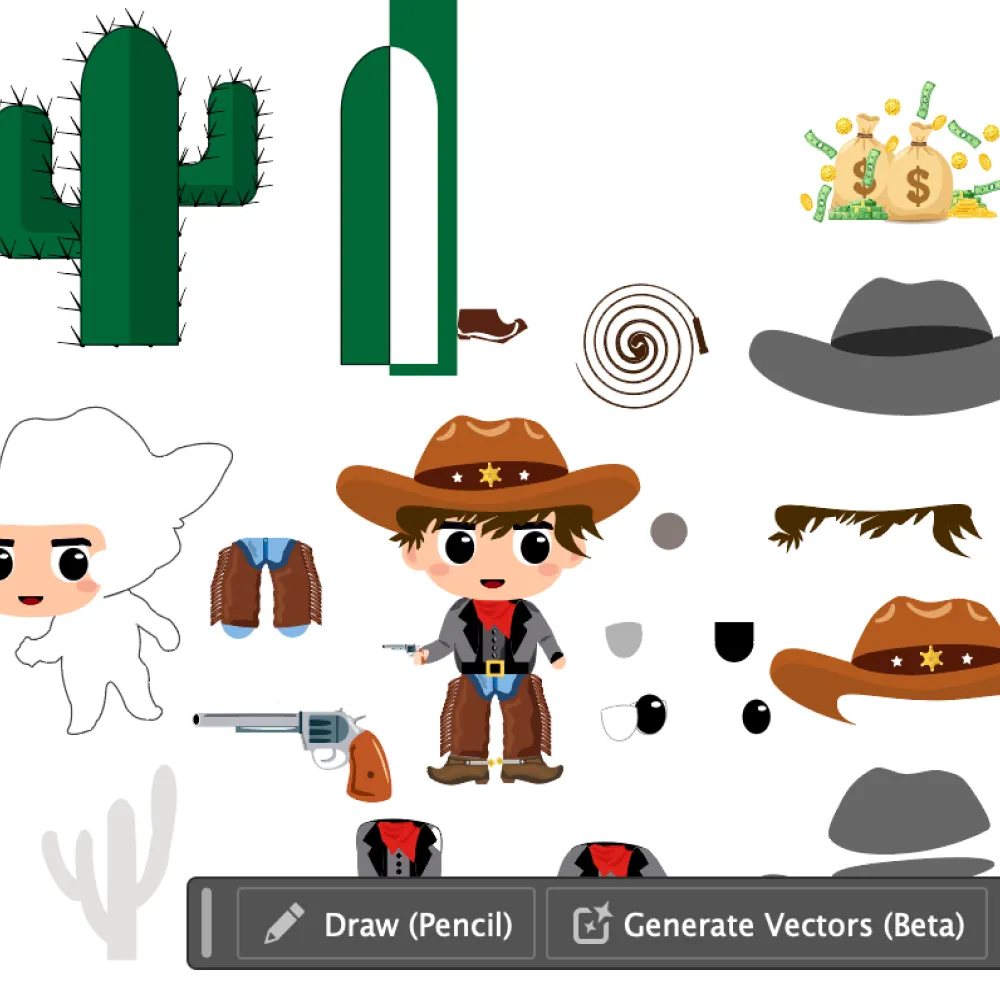 $ $
Draw (Pencil)
Generate Vectors (Beta)